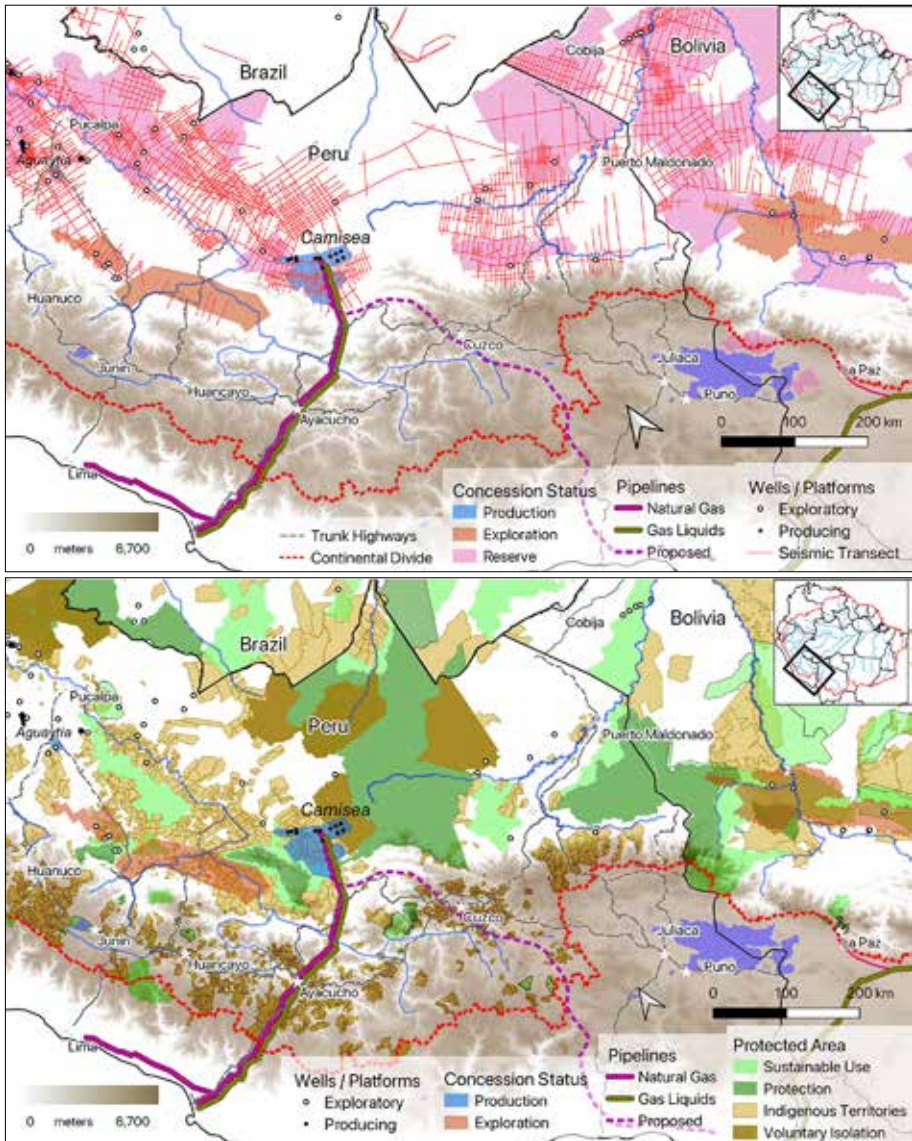 Brazil
Cobija
Bolivia
Pucalpa
Aguaytía
Peru
Puerto Maldonado
Camisea
Huanuco
Junin
Cuzco
Juliaca
a Paz
Huancayo
Puno
Ayacucho
Lima
0 100 200 km
0 meters 6,700
Trunk Highways
Continental Divide
Concession Status
Production
Exploration
Reserve
Pipelines
Natural Gas
Gas Liquids
Proposed
Wells / Platforms
Exploratory
Producing
Seismic Transect
Brazil
Cobija
Bolivia
Pucalpa
Aguaytía
Peru
Puerto Maldonado
Camisea
Huanuco
Junin
Cuzco
a Paz
Huancayo
Puno
Ayacucho
Lima
0 100 200 km
0 meters 6,700
Wells / Platforms
Exploratory
Producing
Concession Status
Production
Exploration
Pipelines
Natural Gas
Gas Liquids
Proposed
Protected Area
Sustainable Use
Protection
Indigenous Territories
Voluntary Isolation